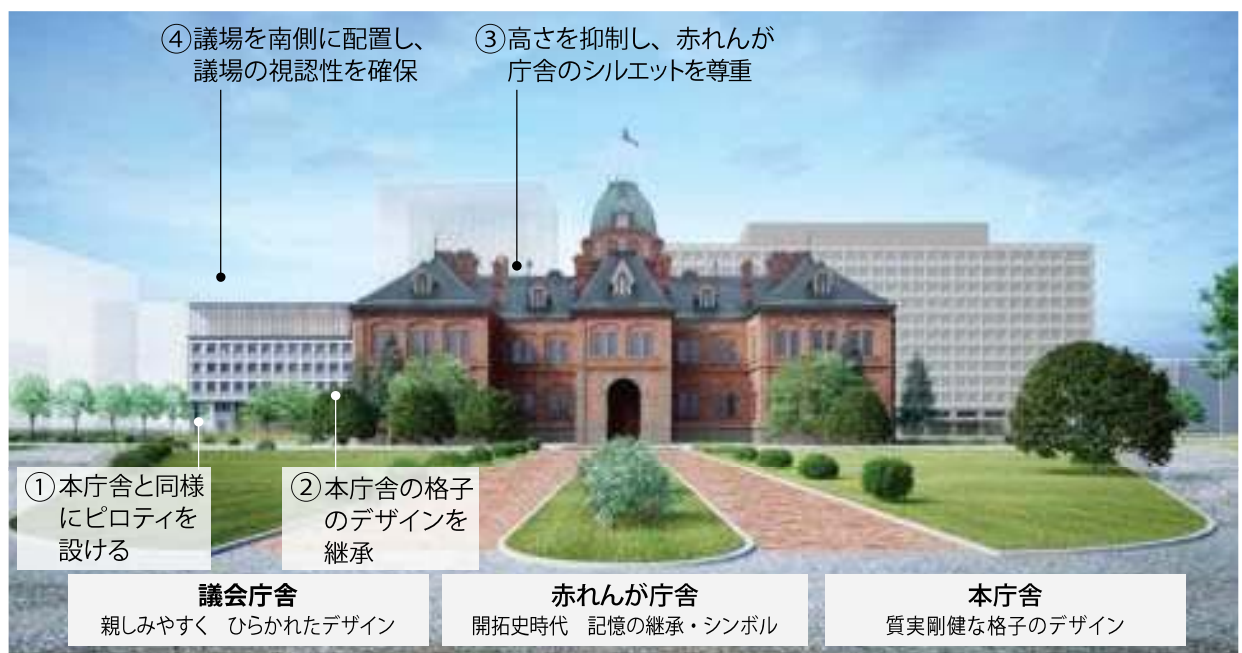 ④議場を南側に配置し、
議場の視認性を確保
③高さを抑制し、赤れんが
庁舎のシルエットを尊重
①本庁舎と同様
にピロティを
設ける
②本庁舎の格子
のデザインを
継承
議会庁舎
親しみやすく　ひらかれたデザイン
赤れんが庁舎
開拓史時代　記憶の継承・シンボル
本庁舎
質実剛健な格子のデザイン